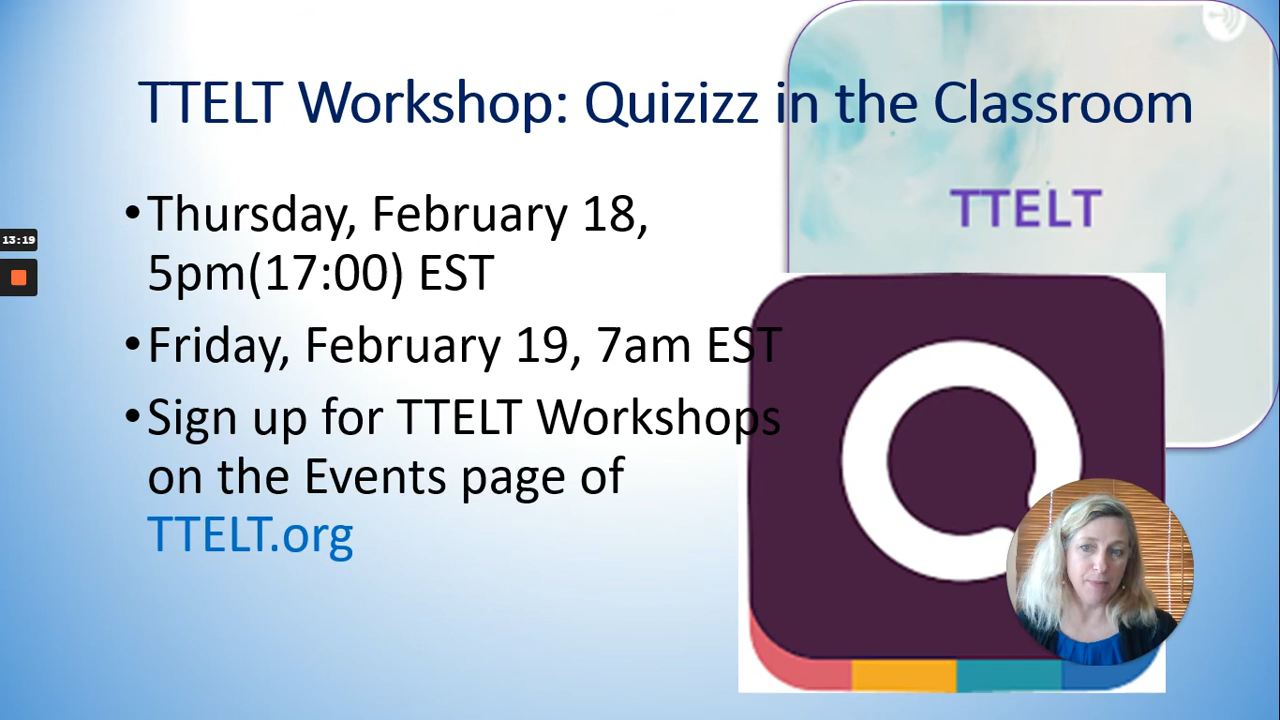 TTELT Workshop: Quizizz in the Classroom
TTELT
•Thursday, February 18,
5pm(17:00) EST
•Friday, February 19, 7am EST
•Sign up for TTELT Workshops
on the Events page of
TTELT.org
13:19